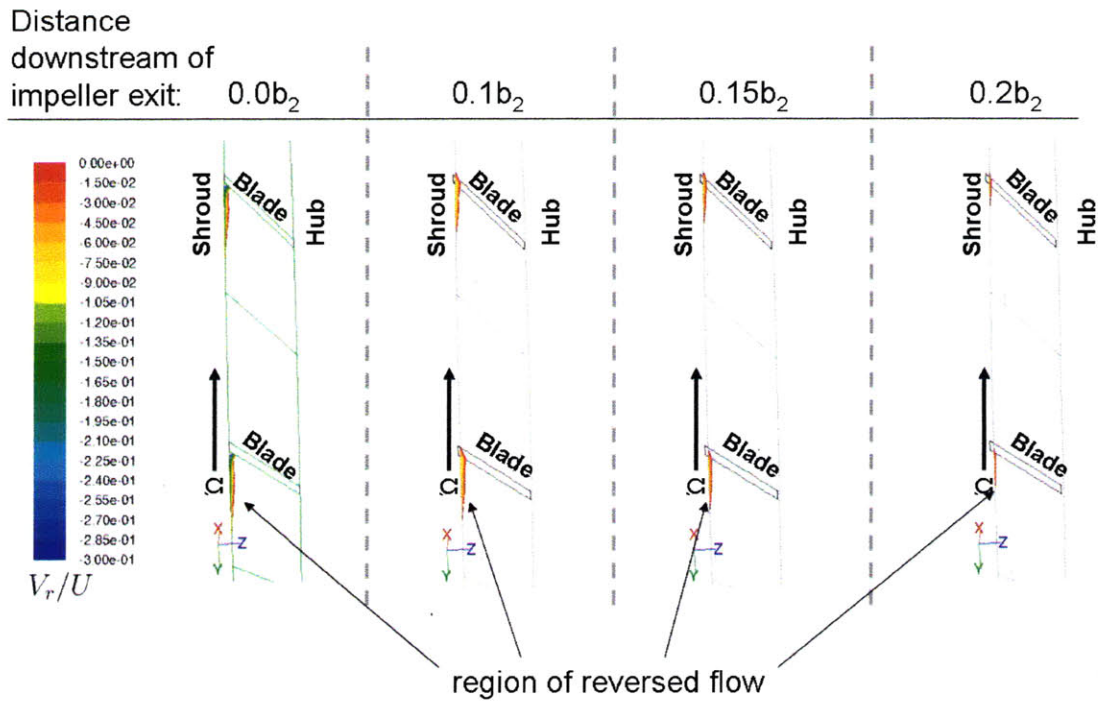 Distance
downstream of
impeller exit:
0.0b₂
0.1b₂
0.15b₂
0.2b₂
0.00e+00
-1.50e-02
-3.00e-02
-4.50e-02
-6.00e-02
-7.50e-02
-9.00e-02
-1.05e-01
-1.20e-01
-1.35e-01
-1.50e-01
-1.65e-01
-1.80e-01
-1.95e-01
-2.10e-01
-2.25e-01
-2.40e-01
-2.55e-01
-2.70e-01
-2.85e-01
-3.00e-01
V_r/U
Shroud
Blade
Hub
Blade
Ω
X
Z
Y
Shroud
Blade
Hub
Blade
Ω
X
Z
Y
Shroud
Blade
Hub
Blade
Ω
X
Z
Y
Shroud
Blade
Hub
Blade
Ω
X
Z
Y
region of reversed flow